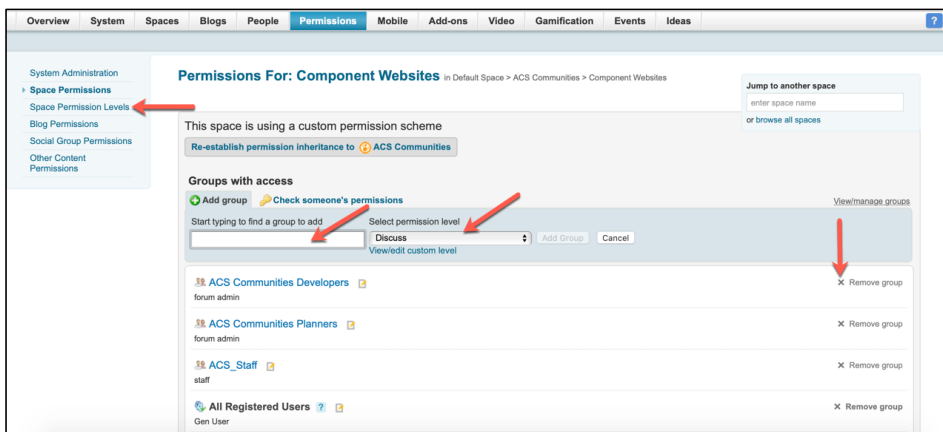 Overview System Spaces Blogs People Permissions Mobile Add-ons Video Gamification Events Ideas ?
System Administration
Space Permissions
Space Permission Levels
Blog Permissions
Social Group Permissions
Other Content
Permissions
Permissions For: Component Websites in Default Space > ACS Communities > Component Websites
Jump to another space
enter space name
or browse all spaces
This space is using a custom permission scheme
Re-establish permission inheritance to ACS Communities
Groups with access
Add group Check someone's permissions View/manage groups
Start typing to find a group to add Select permission level
Discuss Add Group Cancel
View/edit custom level
ACS Communities Developers Remove group
forum admin
ACS Communities Planners Remove group
forum admin
ACS_Staff Remove group
staff
All Registered Users ? Remove group
Gen User